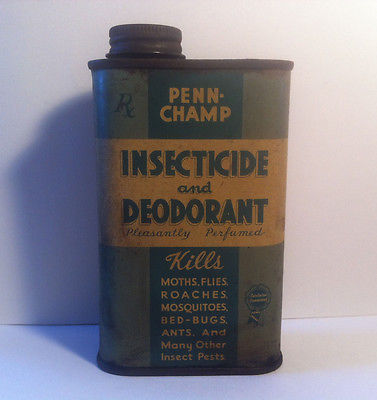 Rx
PENN-
CHAMP
INSECTICIDE
and
DEODORANT
Pleasantly Perfumed
Kills
MOTHS, FLIES,
ROACHES,
MOSQUITOES,
BED-BUGS,
ANTS, And
Many Other
Insect Pests.